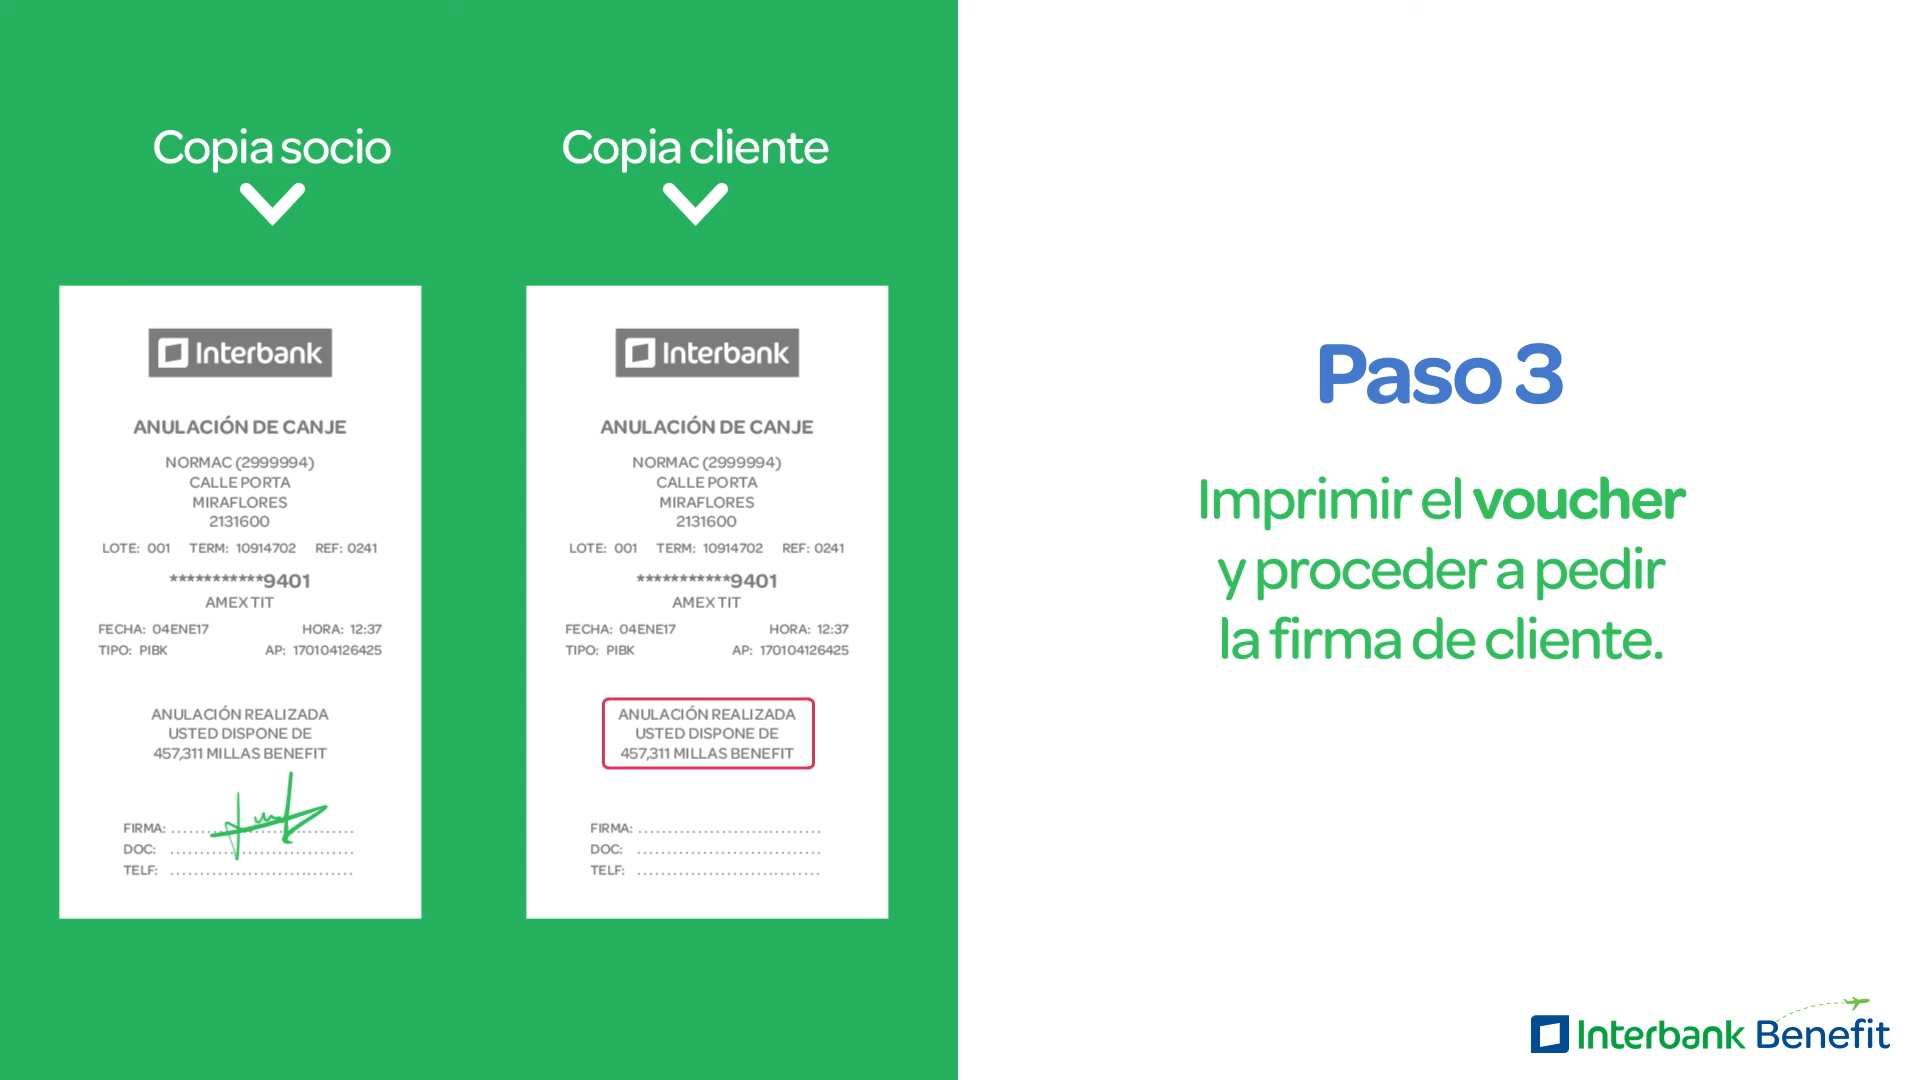 Copia socio
Interbank
ANULACIÓN DE CANJE
NORMAC (2999994)
CALLE PORTA
MIRAFLORES
2131600
LOTE: 001 TERM: 10914702 REF: 0241
***********9401
AMEX TIT
FECHA: 04ENE17 HORA: 12:37
TIPO: PIBK AP: 170104126425
ANULACIÓN REALIZADA
USTED DISPONE DE
457,311 MILLAS BENEFIT
FIRMA:
DOC:
TELF:
Copia cliente
Interbank
ANULACIÓN DE CANJE
NORMAC (2999994)
CALLE PORTA
MIRAFLORES
2131600
LOTE: 001 TERM: 10914702 REF: 0241
***********9401
AMEX TIT
FECHA: 04ENE17 HORA: 12:37
TIPO: PIBK AP: 170104126425
ANULACIÓN REALIZADA
USTED DISPONE DE
457,311 MILLAS BENEFIT
FIRMA:
DOC:
TELF:
Paso 3
Imprimir el voucher
y proceder a pedir
la firma de cliente.
Interbank Benefit